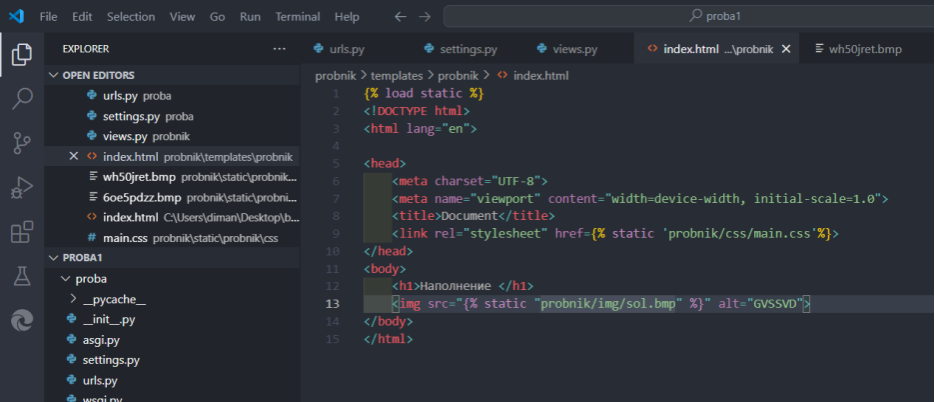 File Edit Selection View Go Run Terminal Help
proba1
EXPLORER
OPEN EDITORS
urls.py proba
settings.py proba
views.py probnik
index.html probnik\templates\probnik
wh50jret.bmp probnik\static\probnik...
6oe5pdzz.bmp probnik\static\probni...
index.html C:\Users\diman\Desktop\b...
main.css probnik\static\probnik\css
PROBA1
proba
__pycache__
__init__.py
asgi.py
settings.py
urls.py
wsgi.py
urls.py settings.py views.py index.html ...\probnik wh50jret.bmp
probnik > templates > probnik > index.html
1 {% load static %}
2 <!DOCTYPE html>
3 <html lang="en">
4
5 <head>
6 <meta charset="UTF-8">
7 <meta name="viewport" content="width=device-width, initial-scale=1.0">
8 <title>Document</title>
9 <link rel="stylesheet" href={% static 'probnik/css/main.css'%}>
10 </head>
11 <body>
12 <h1>Наполнение </h1>
13 <img src="{% static "probnik/img/sol.bmp" %}" alt="GVSSVD">
14 </body>
15 </html>